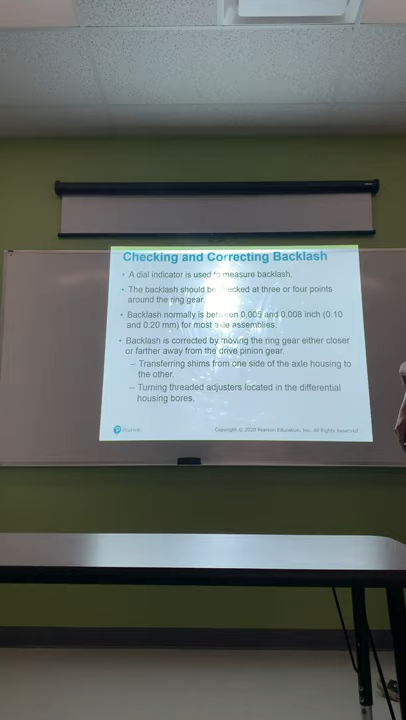 Checking and Correcting Backlash
• A dial indicator is used to measure backlash.
• The backlash should be checked at three or four points
around the ring gear.
• Backlash normally is between 0.005 and 0.008 inch (0.10
and 0.20 mm) for most axle assemblies.
• Backlash is corrected by moving the ring gear either closer
or farther away from the drive pinion gear.
– Transferring shims from one side of the axle housing to
the other.
– Turning threaded adjusters located in the differential
housing bores.
Pearson
Copyright © 2020 Pearson Education, Inc. All Rights Reserved